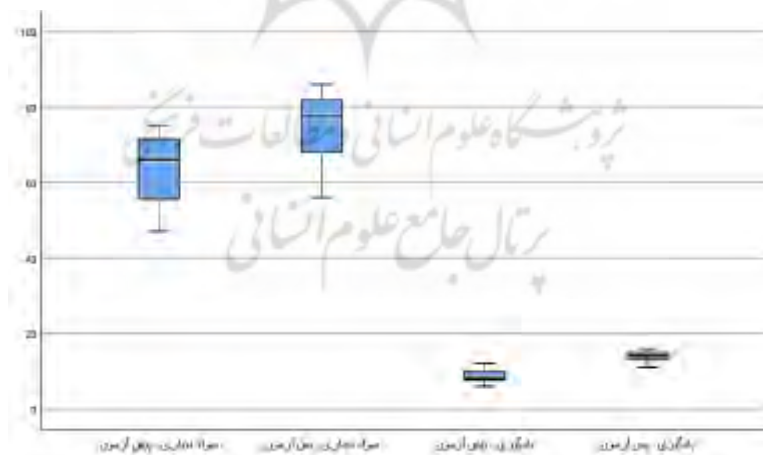 100
80
60
40
20
0
پژوهشگاه علوم انسانی و مطالعات فرهنگی
پرتال جامع علوم انسانی
سواد تجاری، پیش آزمون
سواد تجاری، پس آزمون
یادگیری، پیش آزمون
یادگیری، پس آزمون